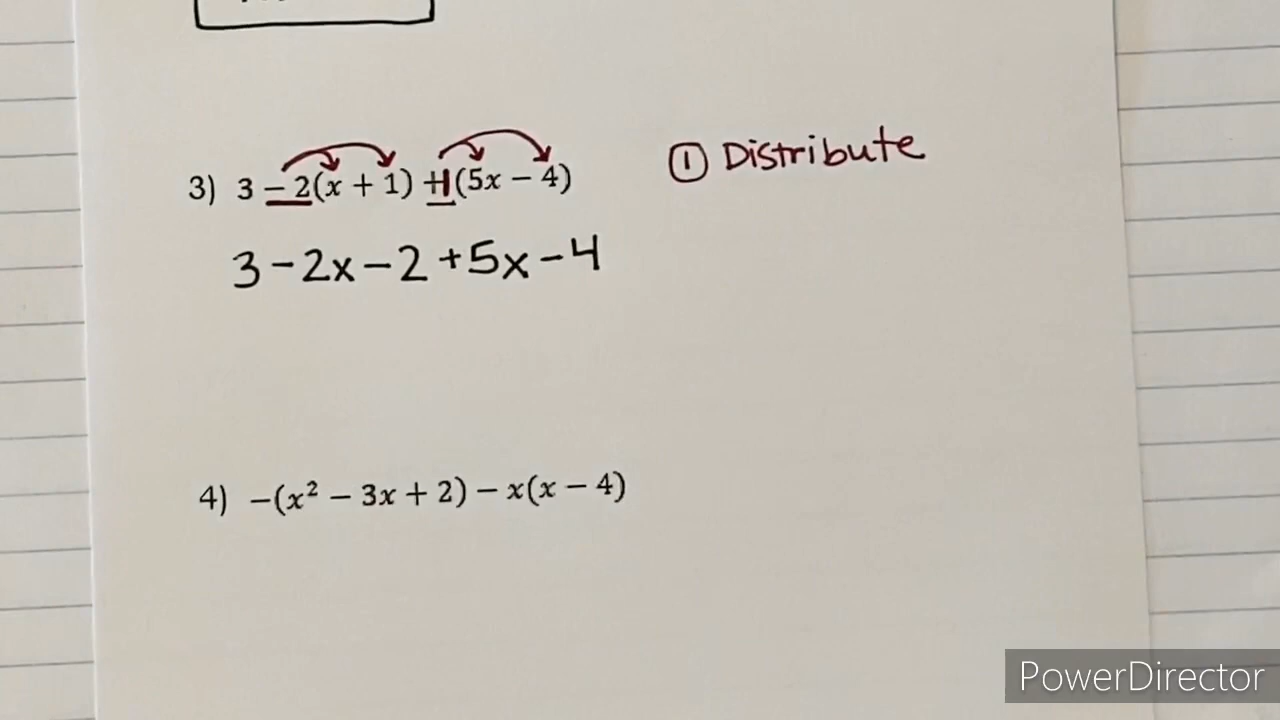 3) 3 − 2(x + 1) +1(5x − 4)
① Distribute
3 − 2x − 2 + 5x − 4
4) −(x² − 3x + 2) − x(x − 4)
PowerDirector